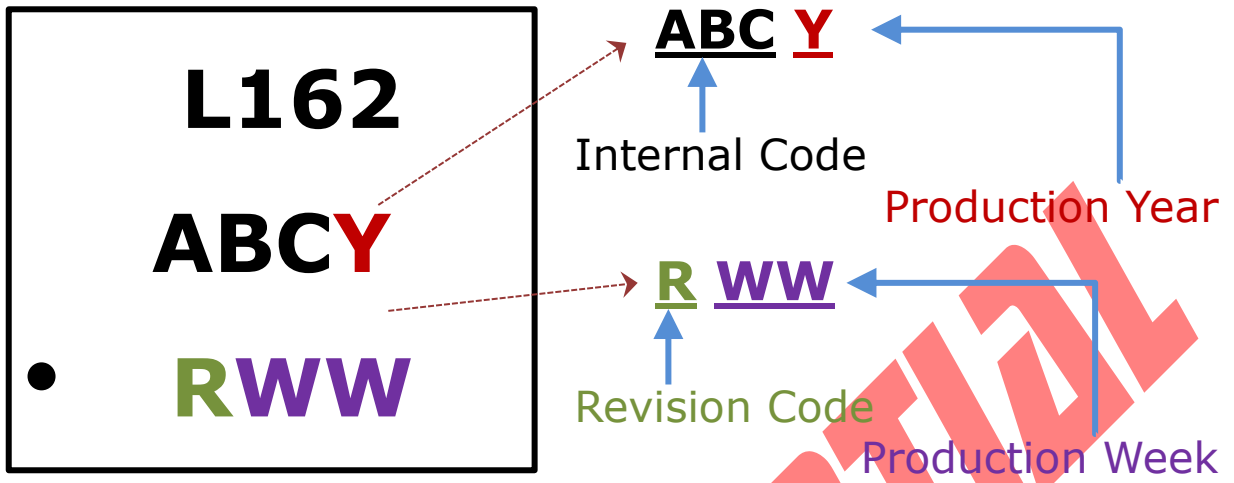 L162
ABCY
RWW
ABC Y
Internal Code
Production Year
R WW
Revision Code
Production Week